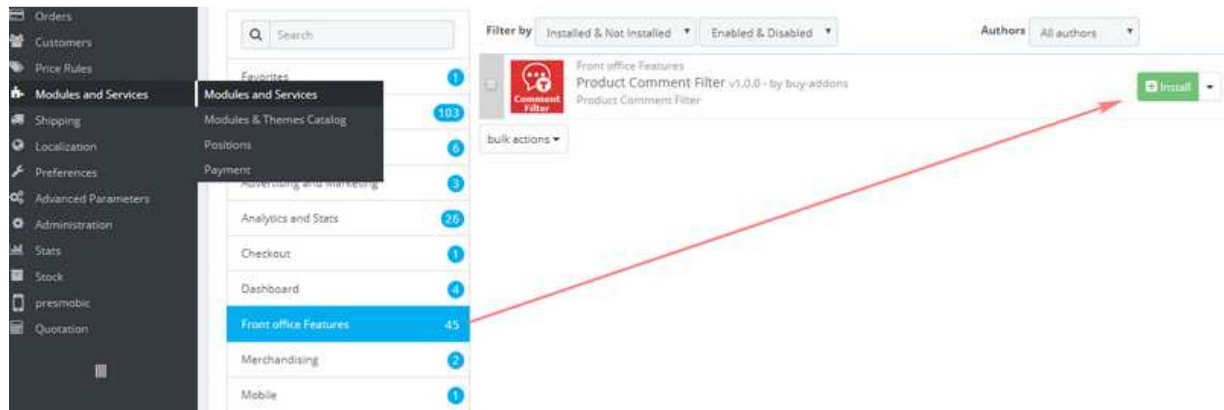 Orders
Customers
Price Rules
Modules and Services
Shipping
Localization
Preferences
Advanced Parameters
Administration
Stats
Stock
presmobic
Quotation
Modules and Services
Modules & Themes Catalog
Positions
Payment
Search
Favorites 1
103
6
Advertising and Marketing 3
Analytics and Stats 26
Checkout 1
Dashboard 4
Front office Features 45
Merchandising 2
Mobile 1
Filter by Installed & Not Installed Enabled & Disabled Authors All authors
Comment
Filter
Front office Features
Product Comment Filter v1.0.0 - by buy-addons
Product Comment Filter
Install
bulk actions